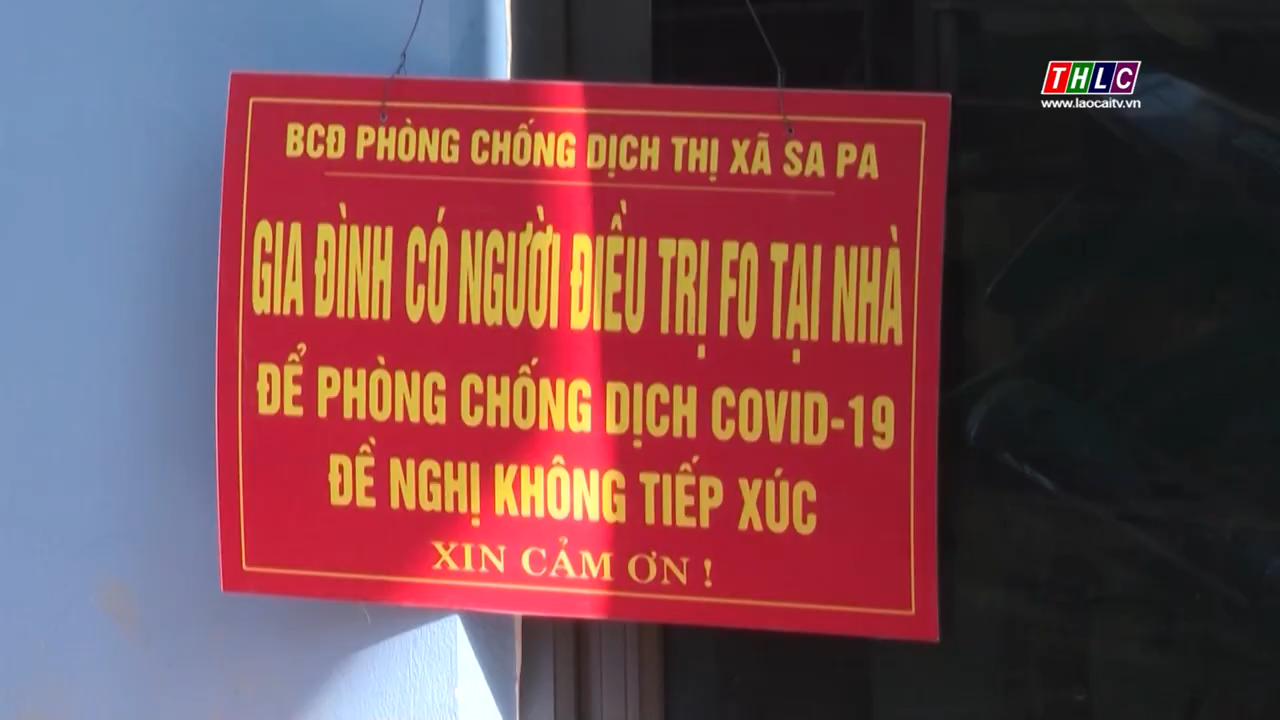 THLC
www.laocaitv.vn
BCĐ PHÒNG CHỐNG DỊCH THỊ XÃ SA PA
GIA ĐÌNH CÓ NGƯỜI ĐIỀU TRỊ FO TẠI NHÀ
ĐỂ PHÒNG CHỐNG DỊCH COVID-19
ĐỀ NGHỊ KHÔNG TIẾP XÚC
XIN CẢM ƠN !